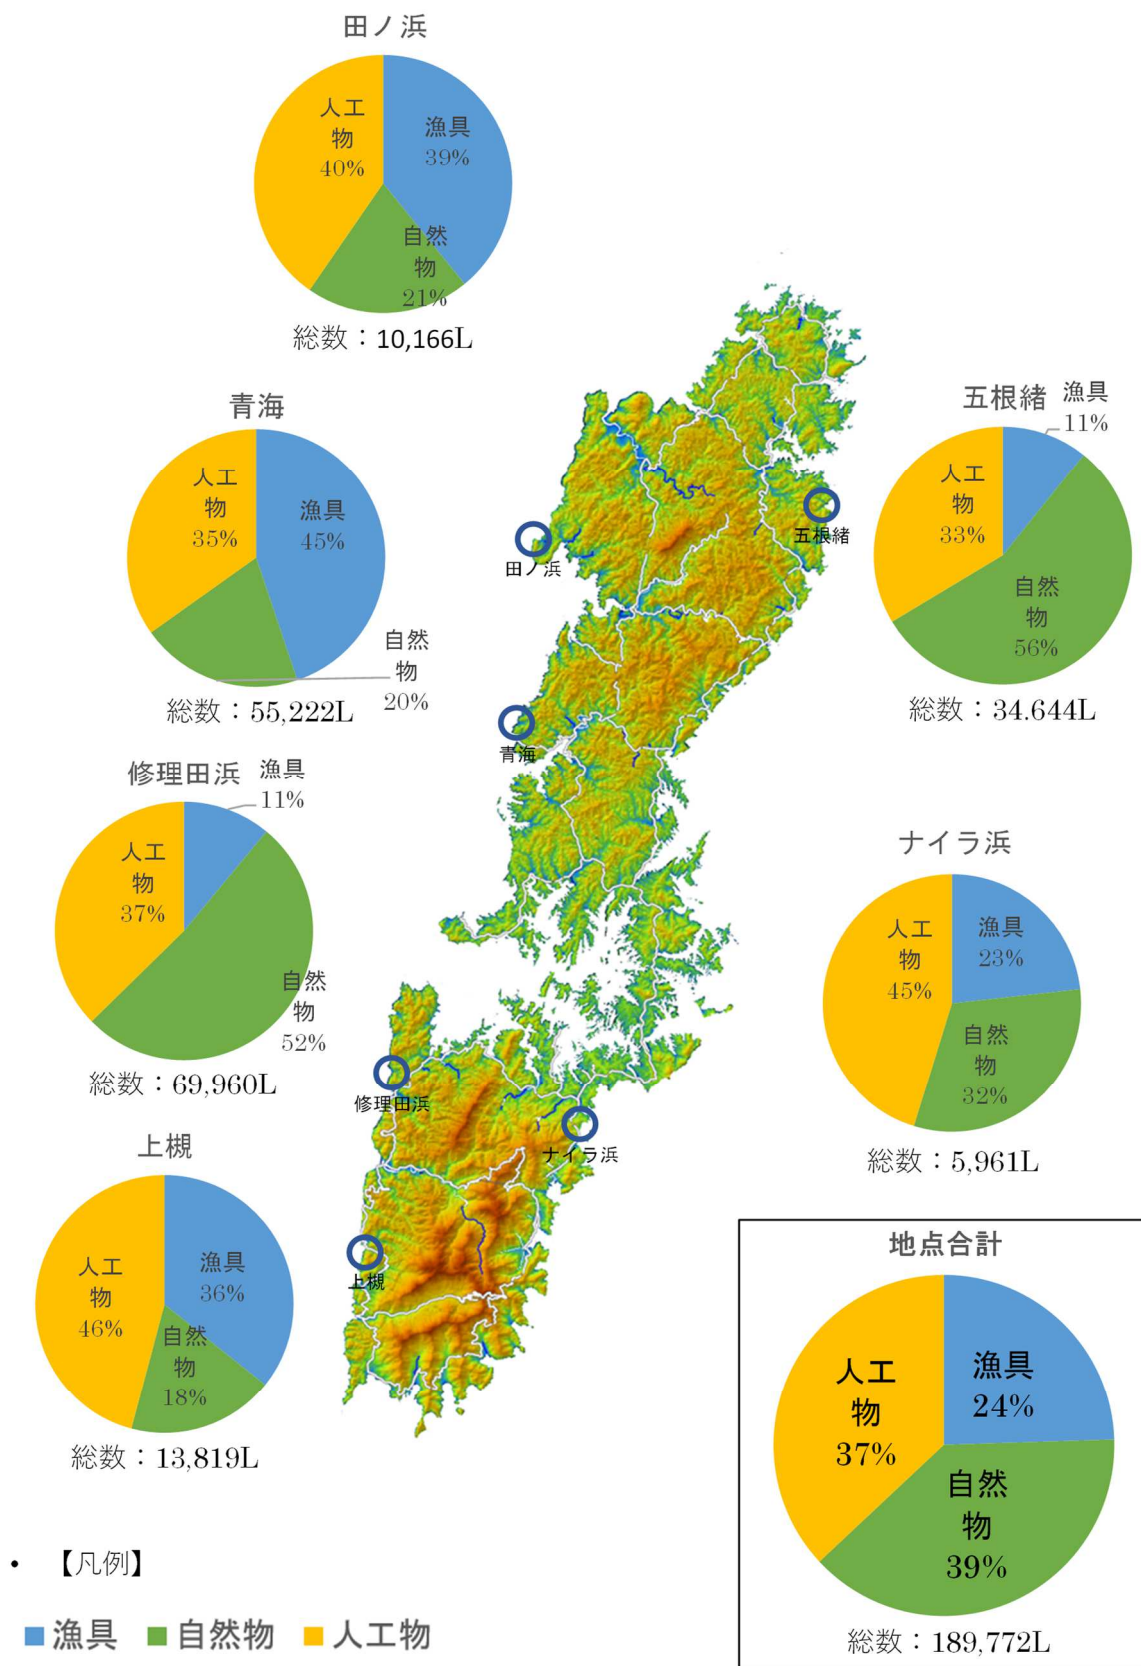 田ノ浜
人工
物
40%
漁具
39%
自然
物
21%
総数：10,166L
青海
人工
物
35%
漁具
45%
自然
物
20%
総数：55,222L
五根緒
漁具
11%
人工
物
33%
自然
物
56%
総数：34.644L
修理田浜
漁具
11%
人工
物
37%
自然
物
52%
総数：69,960L
ナイラ浜
人工
物
45%
漁具
23%
自然
物
32%
総数：5,961L
上槻
人工
物
46%
漁具
36%
自然
物
18%
総数：13,819L
五根緒
田ノ浜
青海
修理田浜
ナイラ浜
上槻
地点合計
人工
物
37%
漁具
24%
自然
物
39%
総数：189,772L
• 【凡例】
漁具 自然物 人工物